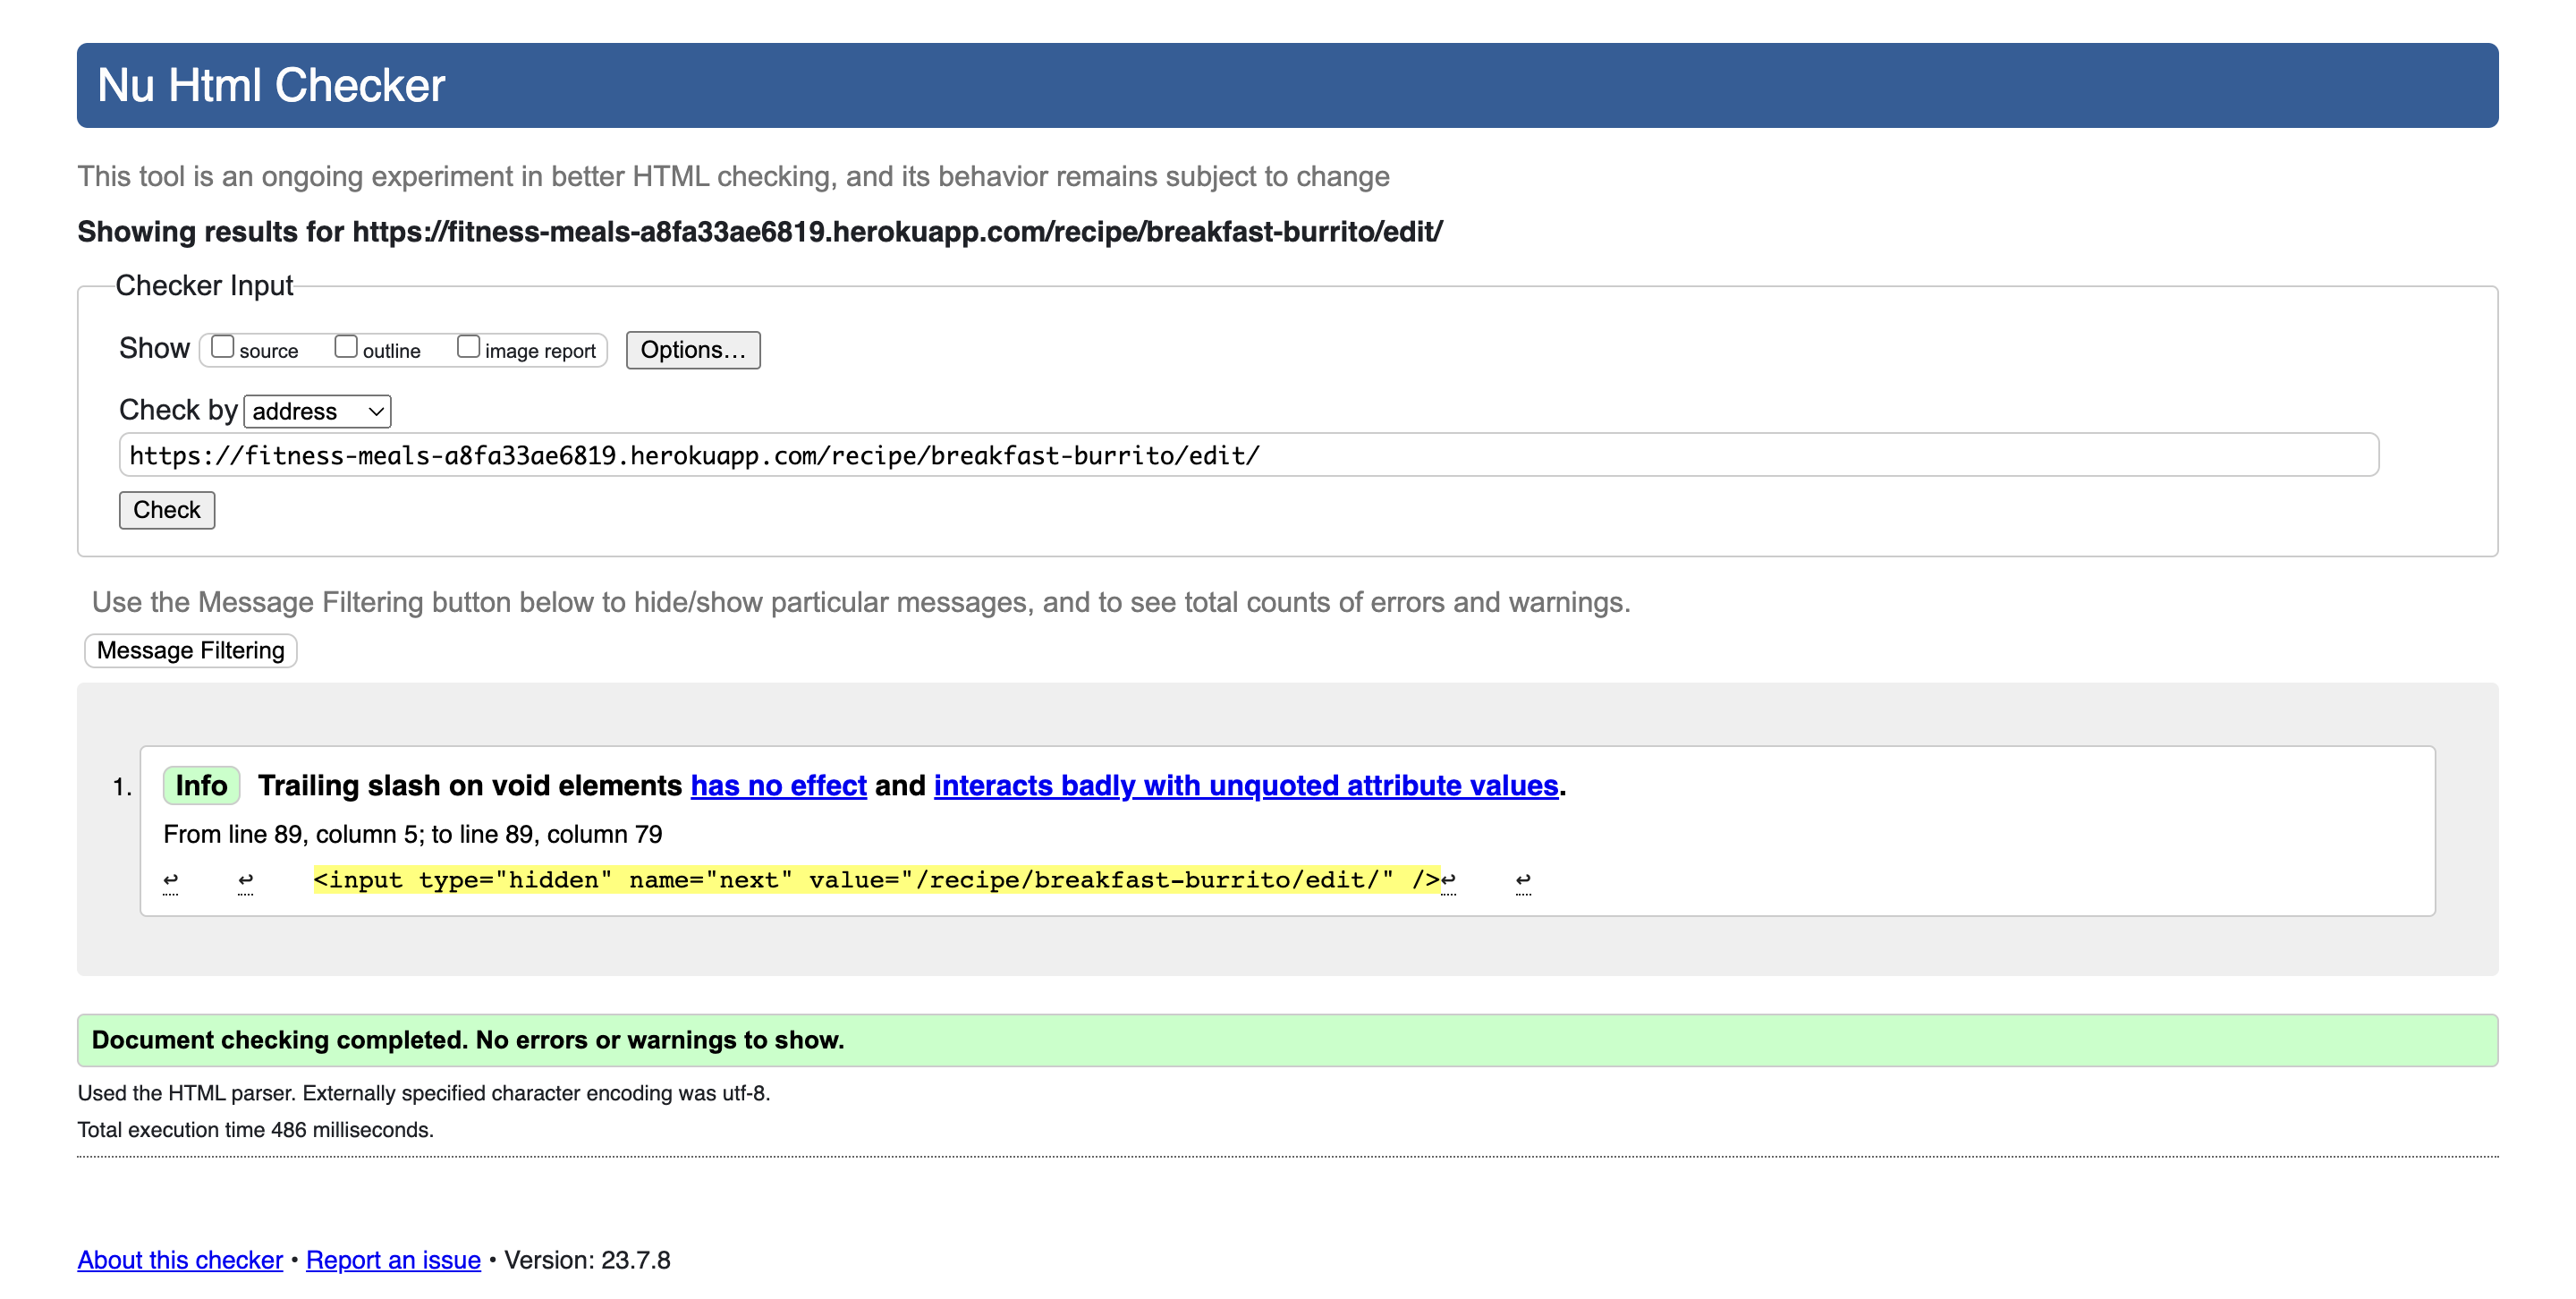 Nu Html Checker
This tool is an ongoing experiment in better HTML checking, and its behavior remains subject to change
Showing results for https://fitness-meals-a8fa33ae6819.herokuapp.com/recipe/breakfast-burrito/edit/
Checker Input
Show source outline image report Options…
Check by address
https://fitness-meals-a8fa33ae6819.herokuapp.com/recipe/breakfast-burrito/edit/
Check
Use the Message Filtering button below to hide/show particular messages, and to see total counts of errors and warnings.
Message Filtering
1. Info Trailing slash on void elements has no effect and interacts badly with unquoted attribute values.
From line 89, column 5; to line 89, column 79
↩ ↩ <input type="hidden" name="next" value="/recipe/breakfast-burrito/edit/" />↩ ↩
Document checking completed. No errors or warnings to show.
Used the HTML parser. Externally specified character encoding was utf-8.
Total execution time 486 milliseconds.
About this checker • Report an issue • Version: 23.7.8